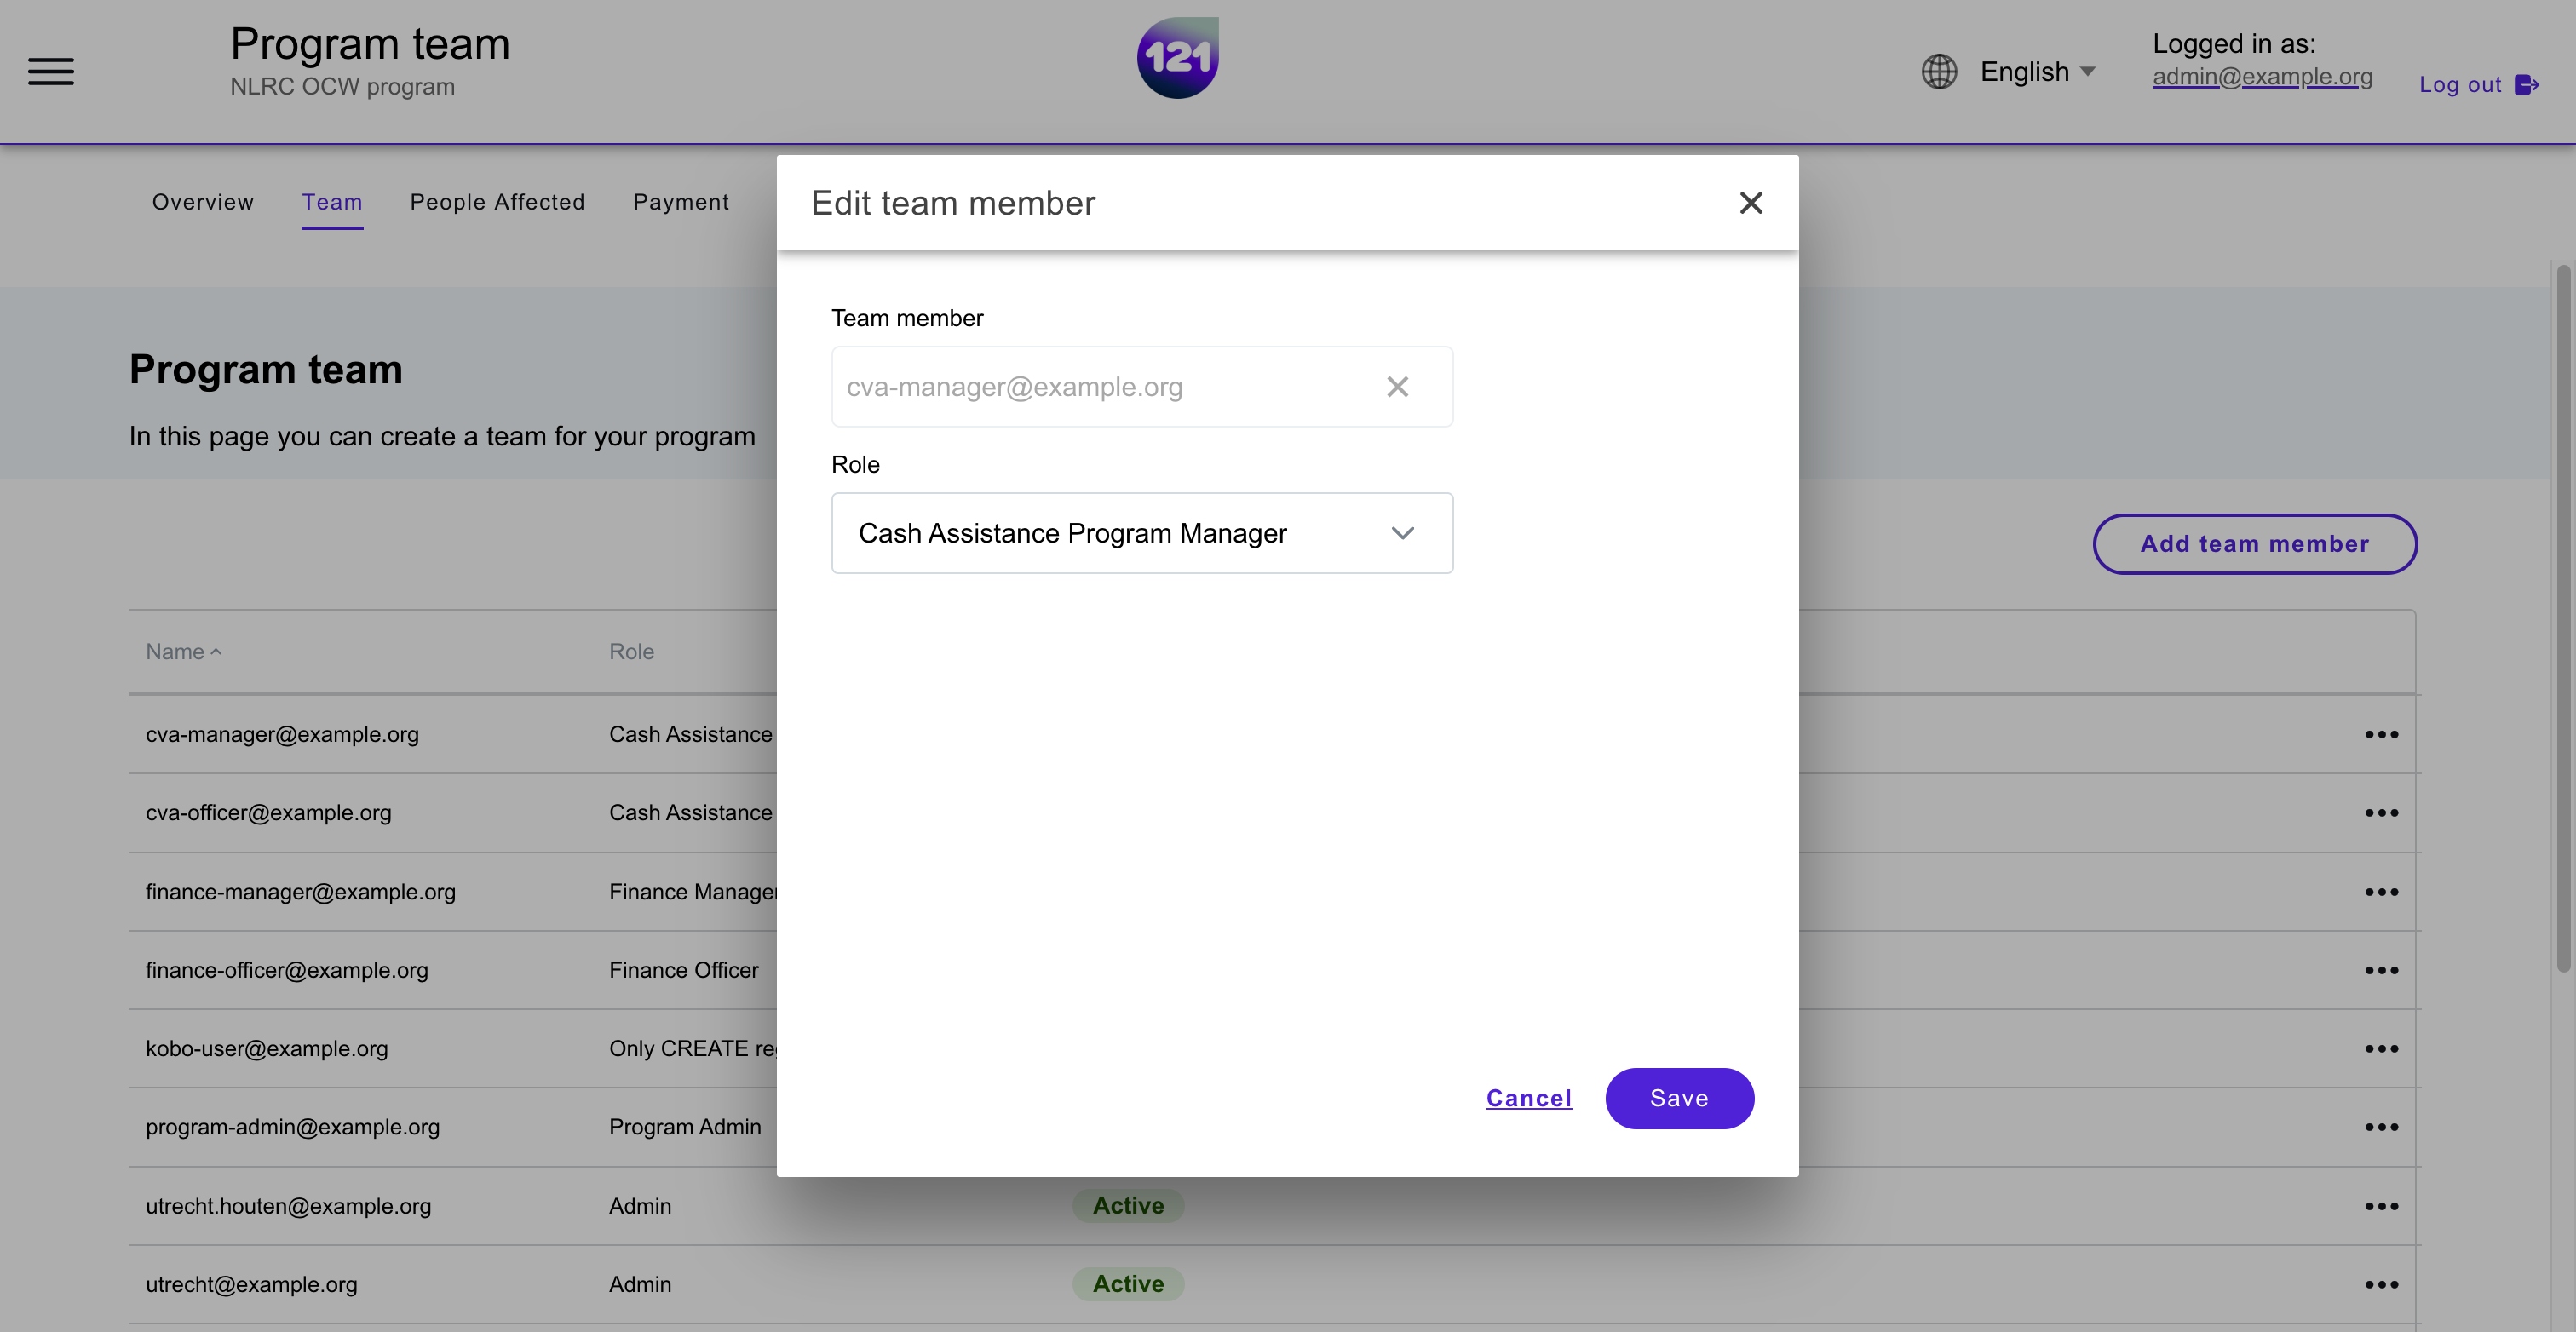 Program team
NLRC OCW program
121
English
Logged in as:
admin@example.org
Log out
Overview
Team
People Affected
Payment
Edit team member
Team member
cva-manager@example.org
Role
Cash Assistance Program Manager
Cancel
Save
Program team
In this page you can create a team for your program
Add team member
Name
Role
cva-manager@example.org
Cash Assistance
cva-officer@example.org
Cash Assistance
finance-manager@example.org
Finance Manager
finance-officer@example.org
Finance Officer
kobo-user@example.org
Only CREATE
program-admin@example.org
Program Admin
utrecht.houten@example.org
Admin
Active
utrecht@example.org
Admin
Active